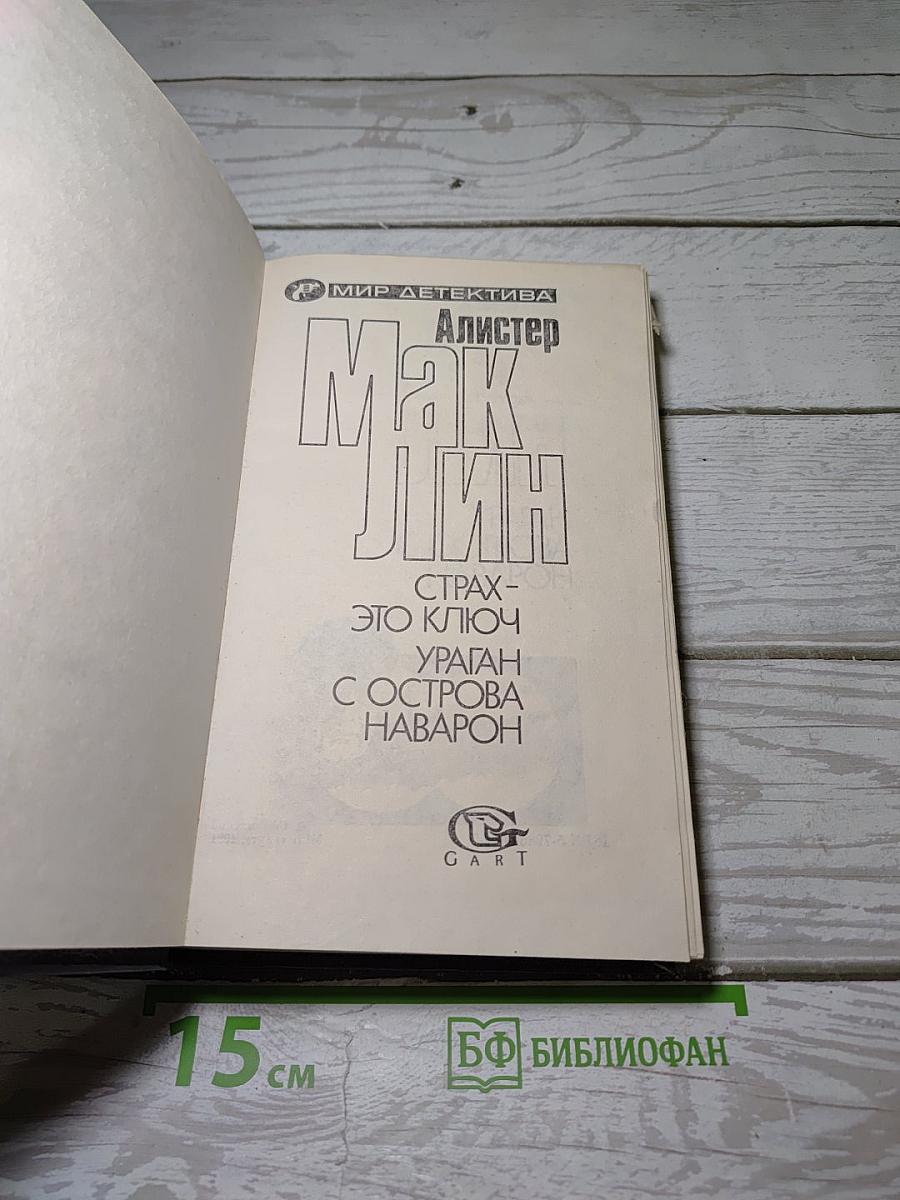 МИР ДЕТЕКТИВА
Алистер
Мак
Лин
СТРАХ–
ЭТО КЛЮЧ
УРАГАН
С ОСТРОВА
НАВАРОН
GART
15 см
БФ БИБЛИОФАН